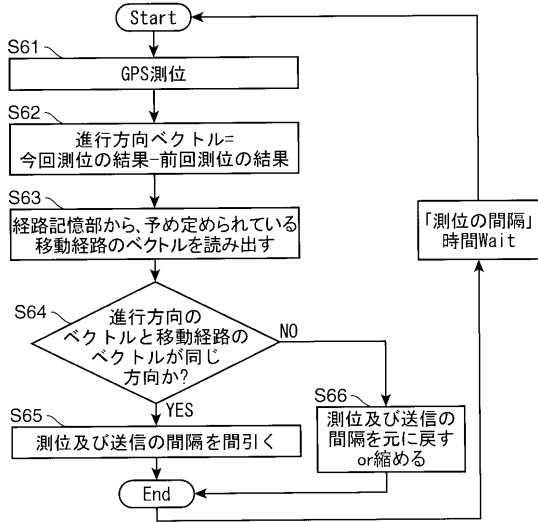 Start
S61
GPS測位
S62
進行方向ベクトル=
今回測位の結果-前回測位の結果
S63
経路記憶部から、予め定められている
移動経路のベクトルを読み出す
S64
進行方向の
ベクトルと移動経路の
ベクトルが同じ
方向か?
NO
YES
S65
測位及び送信の間隔を間引く
S66
測位及び送信の
間隔を元に戻す
or縮める
End
「測位の間隔」
時間Wait